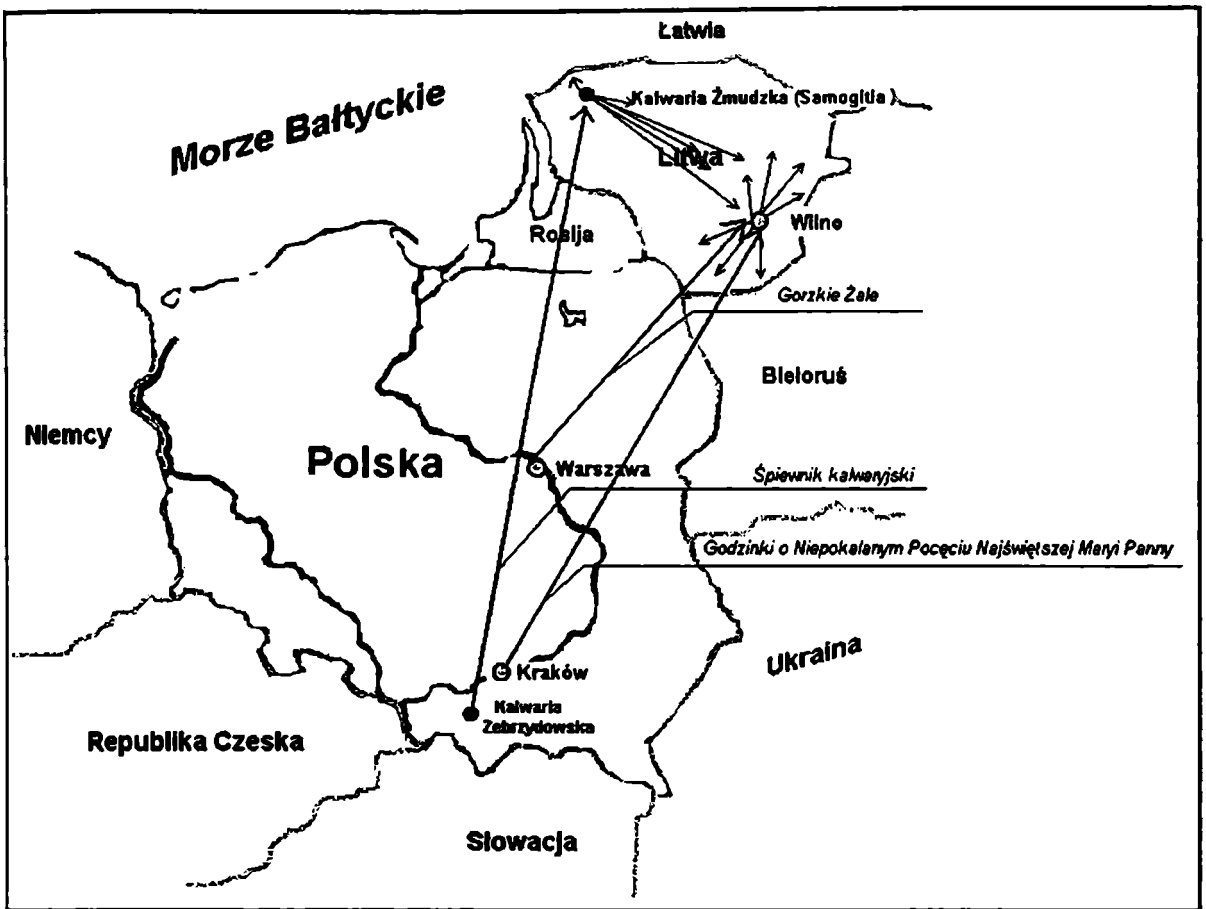 Łatwia
Morze Bałtyckie
Kalwaria Żmudzka (Samogitia)
Litwa
Wilno
Rosija
Gorzkie Żale
Białoruś
Niemcy
Polska
Warszawa
Śpiewnik kalwaryjski
Godzinki o Niepokalanym Poczęciu Najświętszej Maryi Panny
Ukraina
Kraków
Kalwaria
Zebrzydowska
Republika Czeska
Słowacja